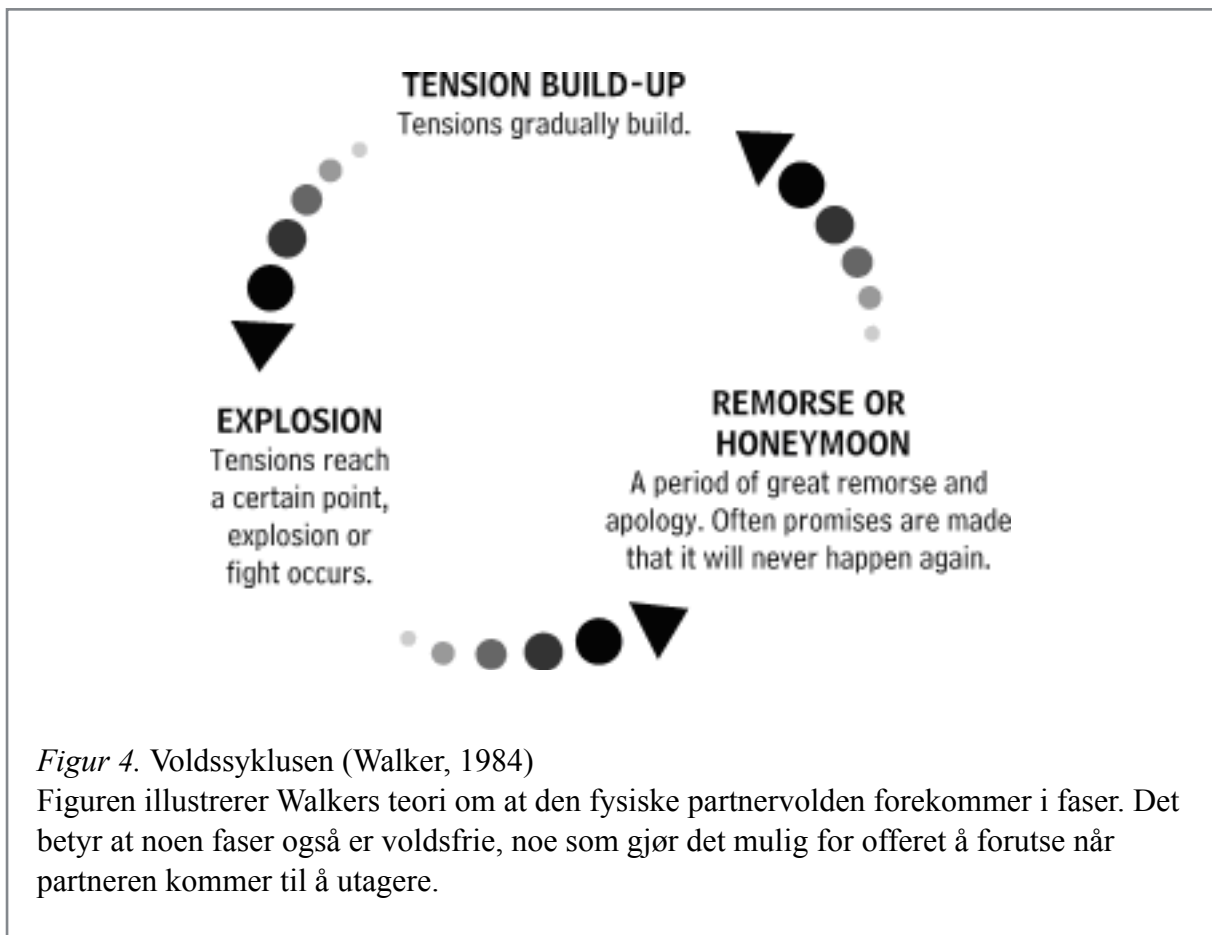 TENSION BUILD-UP
Tensions gradually build.
EXPLOSION
Tensions reach
a certain point,
explosion or
fight occurs.
REMORSE OR
HONEYMOON
A period of great remorse and
apology. Often promises are made
that it will never happen again.
Figur 4. Voldssyklusen (Walker, 1984)
Figuren illustrerer Walkers teori om at den fysiske partnervolden forekommer i faser. Det
betyr at noen faser også er voldsfrie, noe som gjør det mulig for offeret å forutse når
partneren kommer til å utagere.